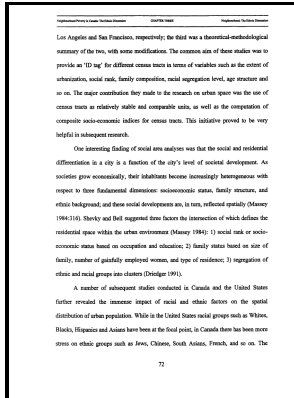 Neighbourhood Poverty in Canada: The Ethnic Dimension CHAPTER THREE Neighbourhood: The Ethnic Dimension
Los Angeles and San Francisco, respectively; the third was a theoretical-methodological
summary of the two, with some modifications. The common aim of these studies was to
provide an 'ID tag' for different census tracts in terms of variables such as the extent of
urbanization, social rank, family composition, racial segregation level, age structure and
so on. The major contribution they made to the research on urban space was the use of
census tracts as relatively stable and comparable units, as well as the computation of
composite socio-economic indices for census tracts. This initiative proved to be very
helpful in subsequent research.
One interesting finding of social area analyses was that the social and residential
differentiation in a city is a function of the city's level of societal development. As
societies grow economically, their inhabitants become increasingly heterogeneous with
respect to three fundamental dimensions: socioeconomic status, family structure, and
ethnic background; and these social developments are, in turn, reflected spatially (Massey
1984:316). Shevky and Bell suggested three factors the intersection of which defines the
residential space within the urban environment (Massey 1984): 1) social rank or socio-
economic status based on occupation and education; 2) family status based on size of
family, number of gainfully employed women, and type of residence; 3) segregation of
ethnic and racial groups into clusters (Driedger 1991).
A number of subsequent studies conducted in Canada and the United States
further revealed the immense impact of racial and ethnic factors on the spatial
distribution of urban population. While in the United States racial groups such as Whites,
Blacks, Hispanics and Asians have been at the focal point, in Canada there has been more
stress on ethnic groups such as Jews, Chinese, South Asians, French, and so on. The
72